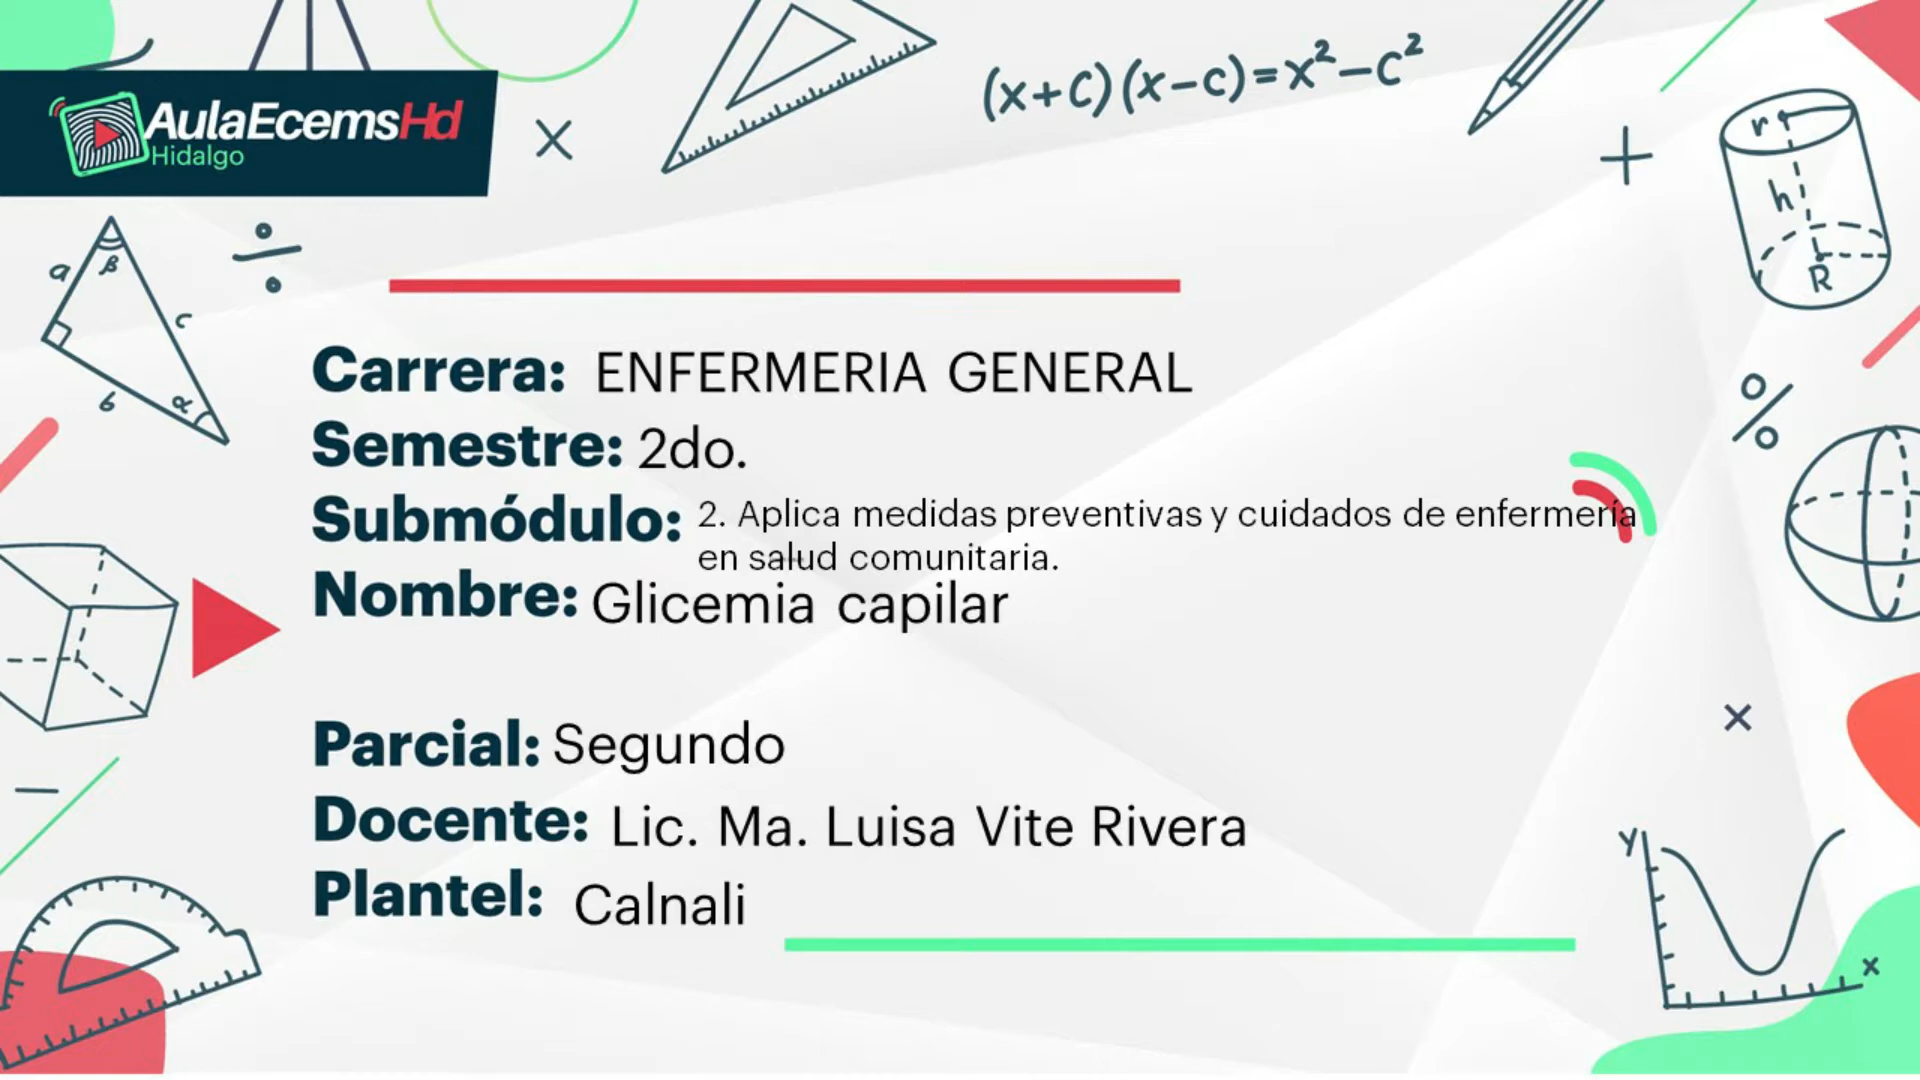 (x+c)(x-c)=x²-c²
AulaEcemsHd
Hidalgo
r
h
R
a
β
c
b
α
Carrera: ENFERMERIA GENERAL
Semestre: 2do.
Submódulo: 2. Aplica medidas preventivas y cuidados de enfermería
en salud comunitaria.
Nombre: Glicemia capilar
Parcial: Segundo
Docente: Lic. Ma. Luisa Vite Rivera
Plantel: Calnali
y
x